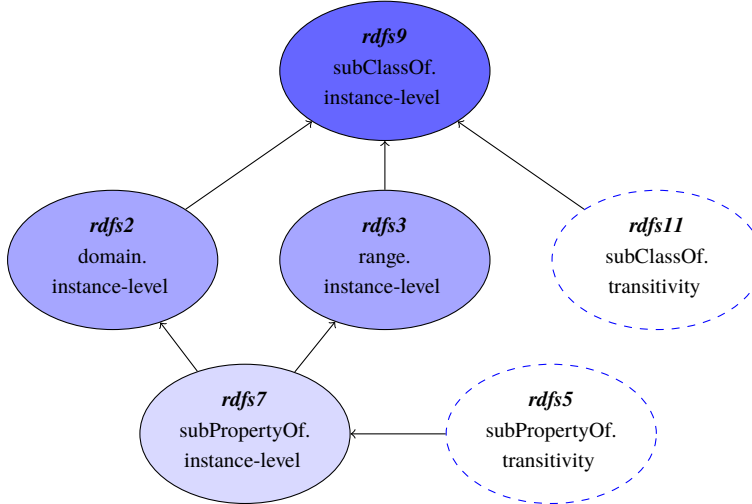 rdfs9
subClassOf.
instance-level
rdfs2
domain.
instance-level
rdfs3
range.
instance-level
rdfs11
subClassOf.
transitivity
rdfs7
subPropertyOf.
instance-level
rdfs5
subPropertyOf.
transitivity